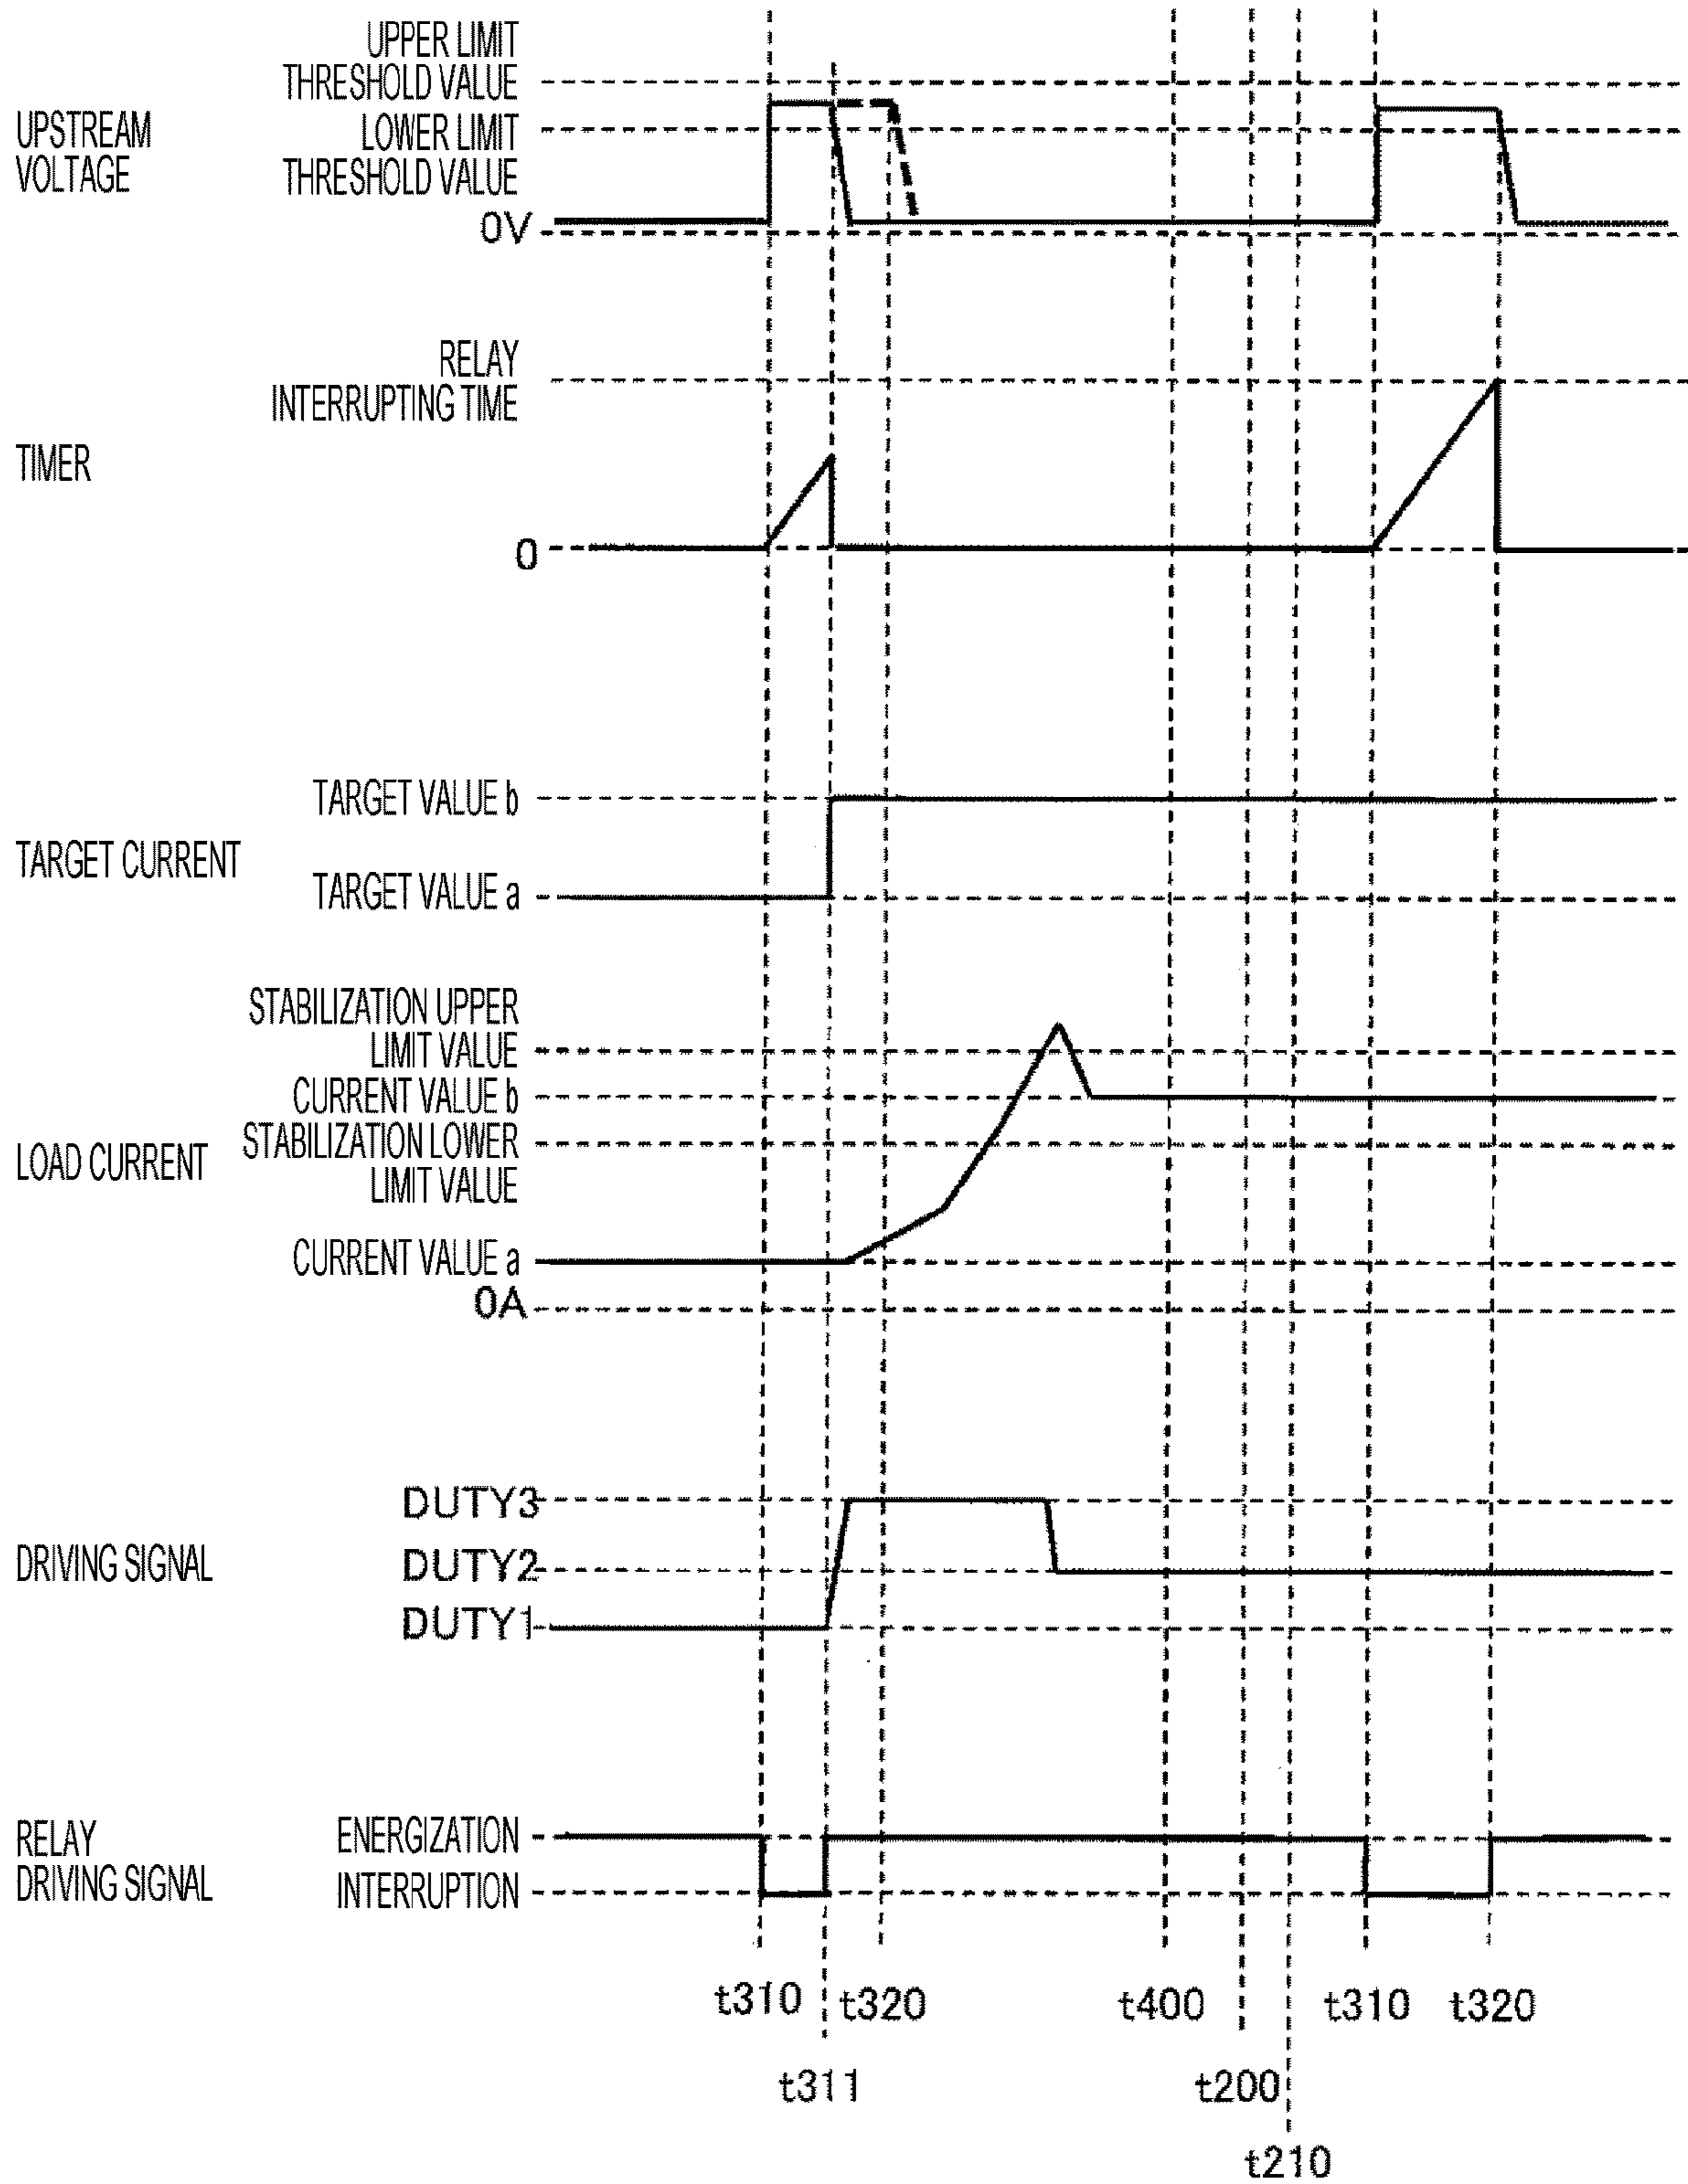 UPPER LIMIT
THRESHOLD VALUE
UPSTREAM
VOLTAGE
LOWER LIMIT
THRESHOLD VALUE
0V
RELAY
INTERRUPTING TIME
TIMER
0
TARGET VALUE b
TARGET CURRENT
TARGET VALUE a
STABILIZATION UPPER
LIMIT VALUE
CURRENT VALUE b
LOAD CURRENT
STABILIZATION LOWER
LIMIT VALUE
CURRENT VALUE a
0A
DUTY3
DRIVING SIGNAL
DUTY2
DUTY1
RELAY
DRIVING SIGNAL
ENERGIZATION
INTERRUPTION
t310 t320 t400 t310 t320
t311 t200
t210